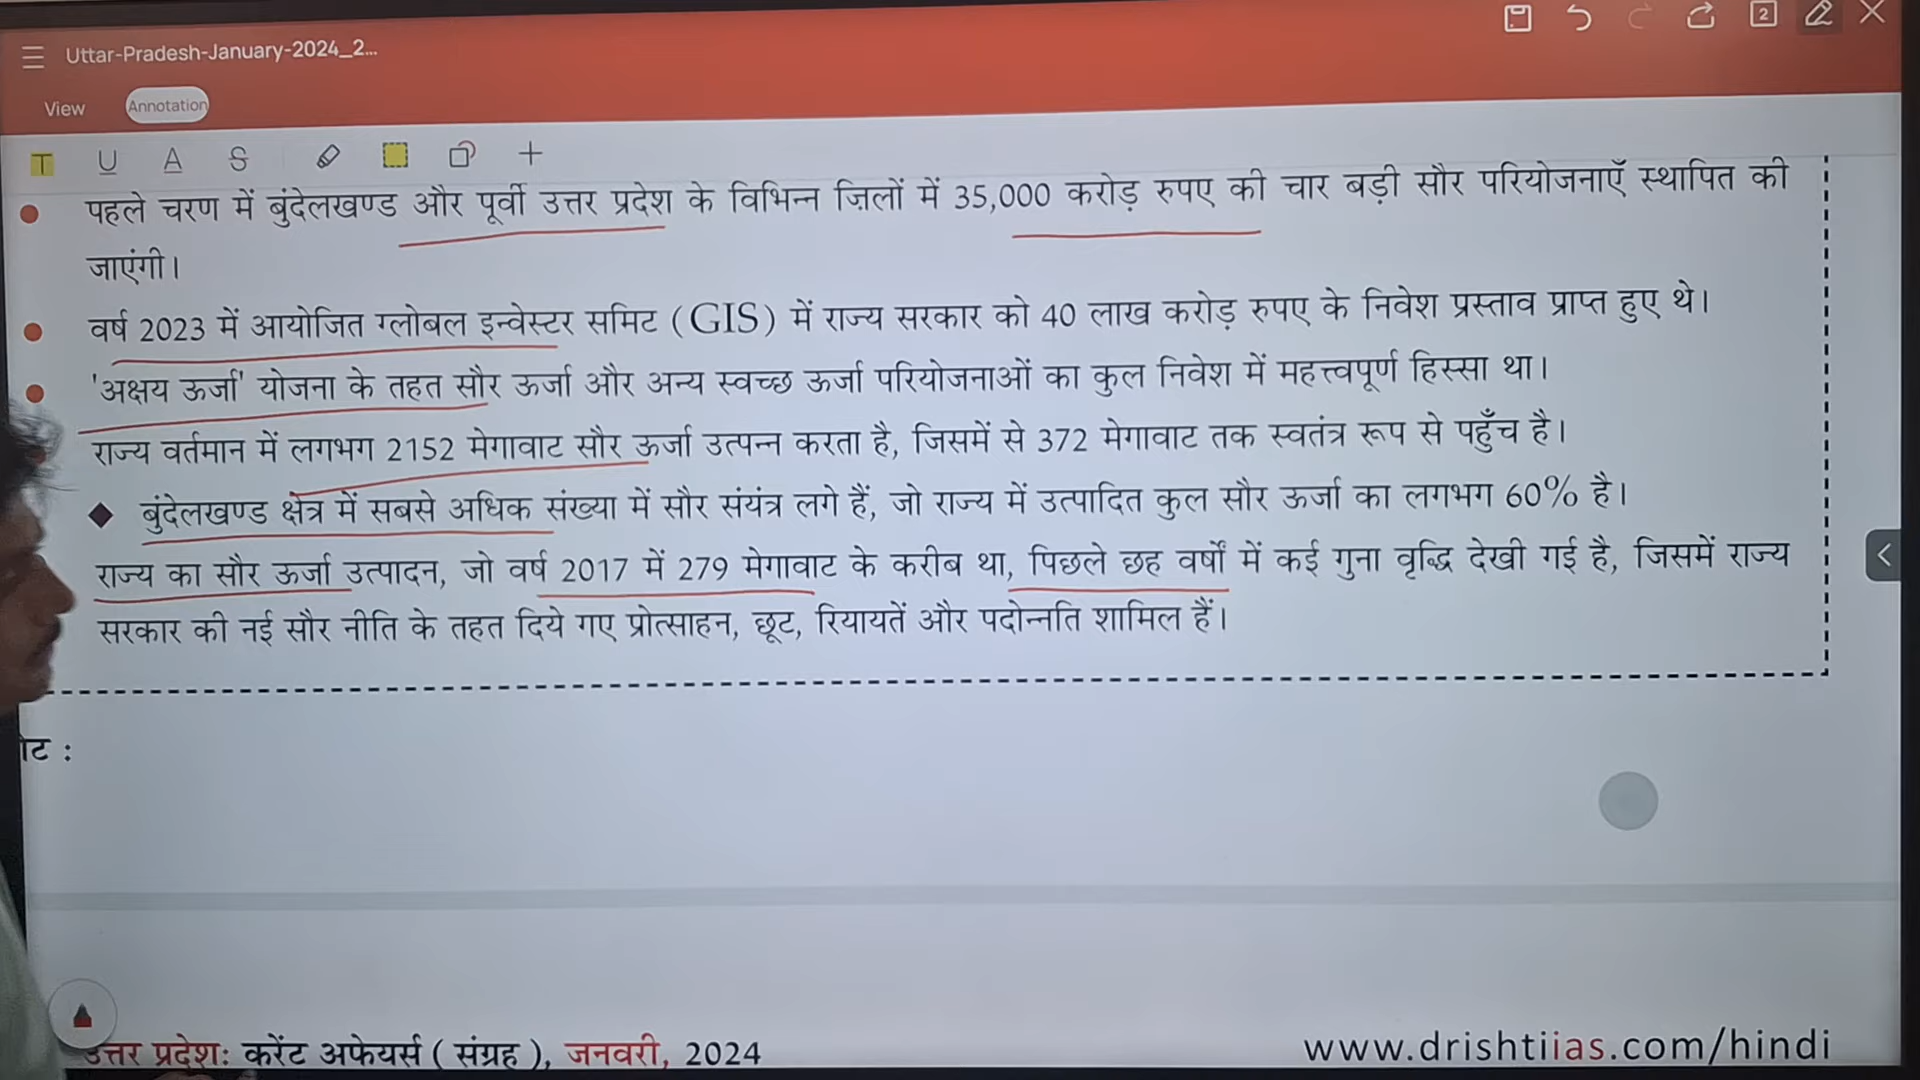 Uttar-Pradesh-January-2024_2...
2
View
Annotation
T U A S
पहले चरण में बुंदेलखण्ड और पूर्वी उत्तर प्रदेश के विभिन्न ज़िलों में 35,000 करोड़ रुपए की चार बड़ी सौर परियोजनाएँ स्थापित की
जाएंगी।
वर्ष 2023 में आयोजित ग्लोबल इन्वेस्टर समिट (GIS) में राज्य सरकार को 40 लाख करोड़ रुपए के निवेश प्रस्ताव प्राप्त हुए थे।
'अक्षय ऊर्जा' योजना के तहत सौर ऊर्जा और अन्य स्वच्छ ऊर्जा परियोजनाओं का कुल निवेश में महत्त्वपूर्ण हिस्सा था।
राज्य वर्तमान में लगभग 2152 मेगावाट सौर ऊर्जा उत्पन्न करता है, जिसमें से 372 मेगावाट तक स्वतंत्र रूप से पहुँच है।
बुंदेलखण्ड क्षेत्र में सबसे अधिक संख्या में सौर संयंत्र लगे हैं, जो राज्य में उत्पादित कुल सौर ऊर्जा का लगभग 60% है।
राज्य का सौर ऊर्जा उत्पादन, जो वर्ष 2017 में 279 मेगावाट के करीब था, पिछले छह वर्षों में कई गुना वृद्धि देखी गई है, जिसमें राज्य
सरकार की नई सौर नीति के तहत दिये गए प्रोत्साहन, छूट, रियायतें और पदोन्नति शामिल हैं।
उत्तर प्रदेश: करेंट अफेयर्स ( संग्रह ), जनवरी, 2024
www.drishtiias.com/hindi